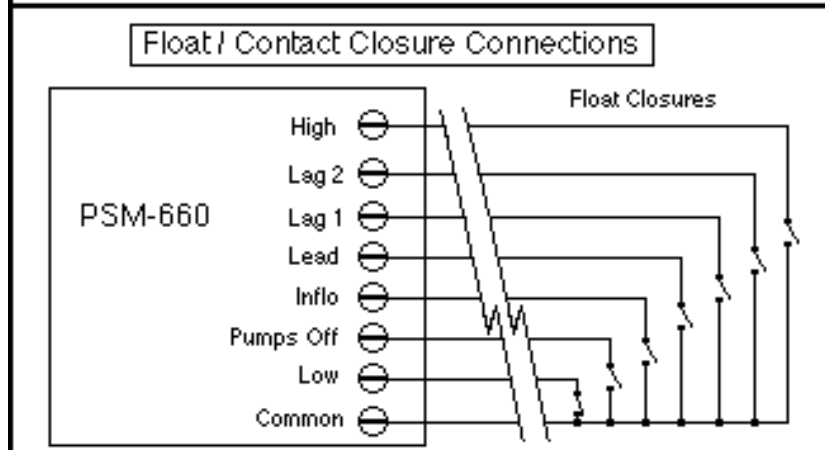 Float / Contact Closure Connections
Float Closures
High
Lag 2
PSM-660
Lag 1
Lead
Inflo
Pumps Off
Low
Common